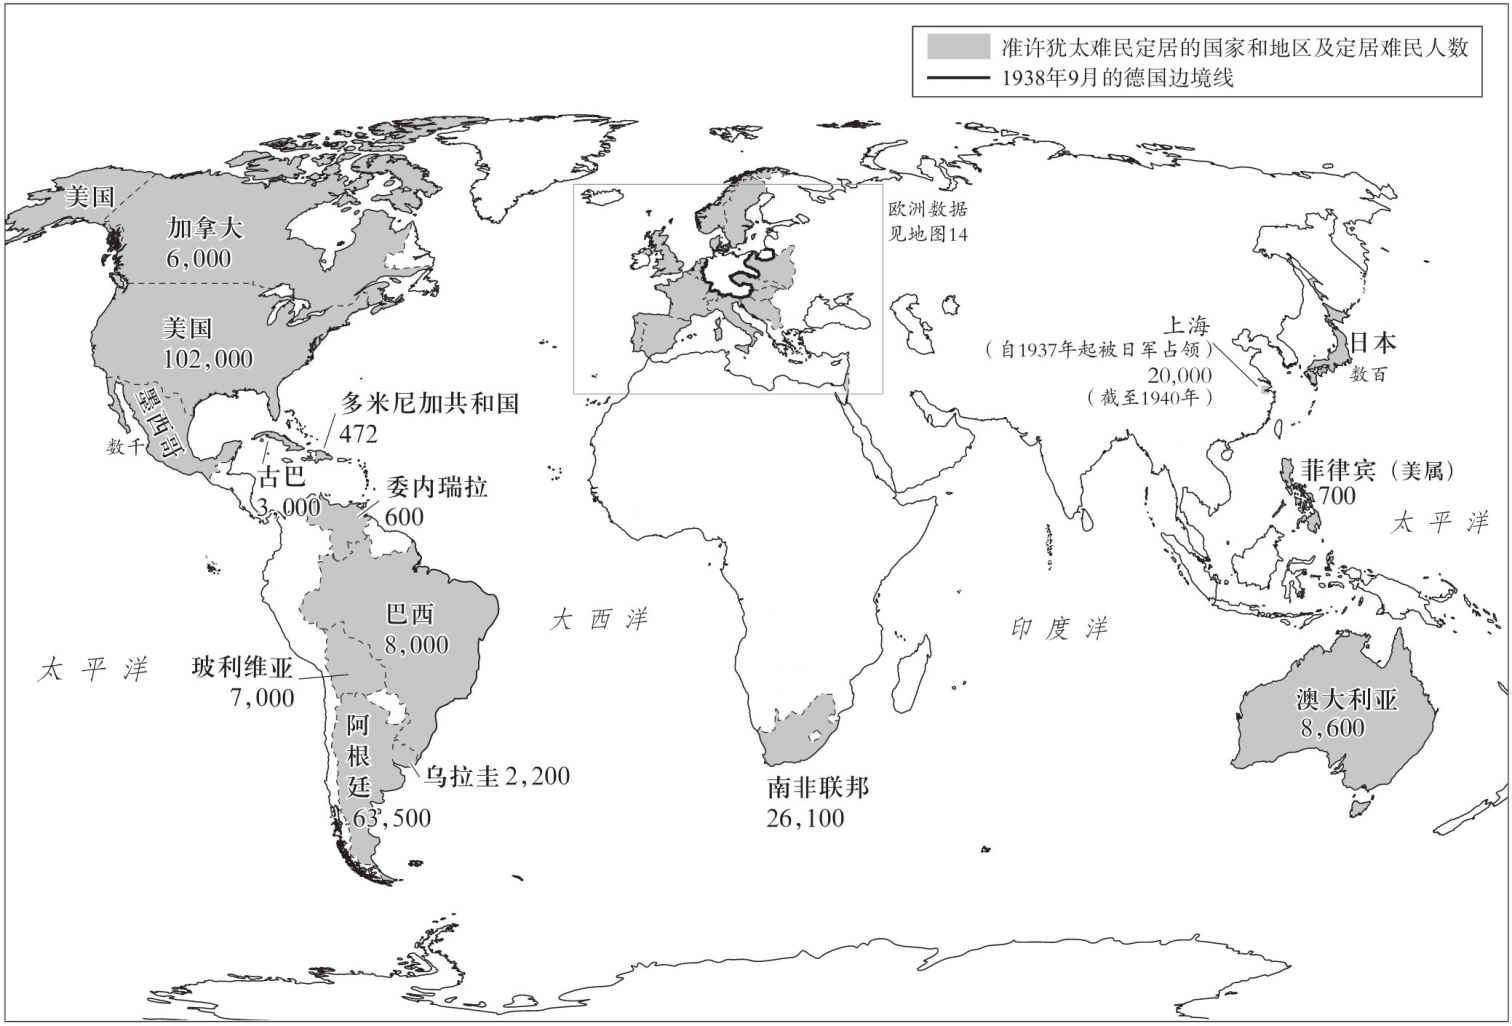 准许犹太难民定居的国家和地区及定居难民人数
1938年9月的德国边境线
美国
加拿大
6,000
欧洲数据
见地图14
美国
102,000
上海
（自1937年起被日军占领）
20,000
（截至1940年）
日本
数百
墨西哥
数千
多米尼加共和国
472
古巴
3,000
委内瑞拉
600
菲律宾（美属）
700
太平洋
巴西
8,000
大西洋
印度洋
太平洋
玻利维亚
7,000
阿根廷
63,500
乌拉圭2,200
南非联邦
26,100
澳大利亚
8,600